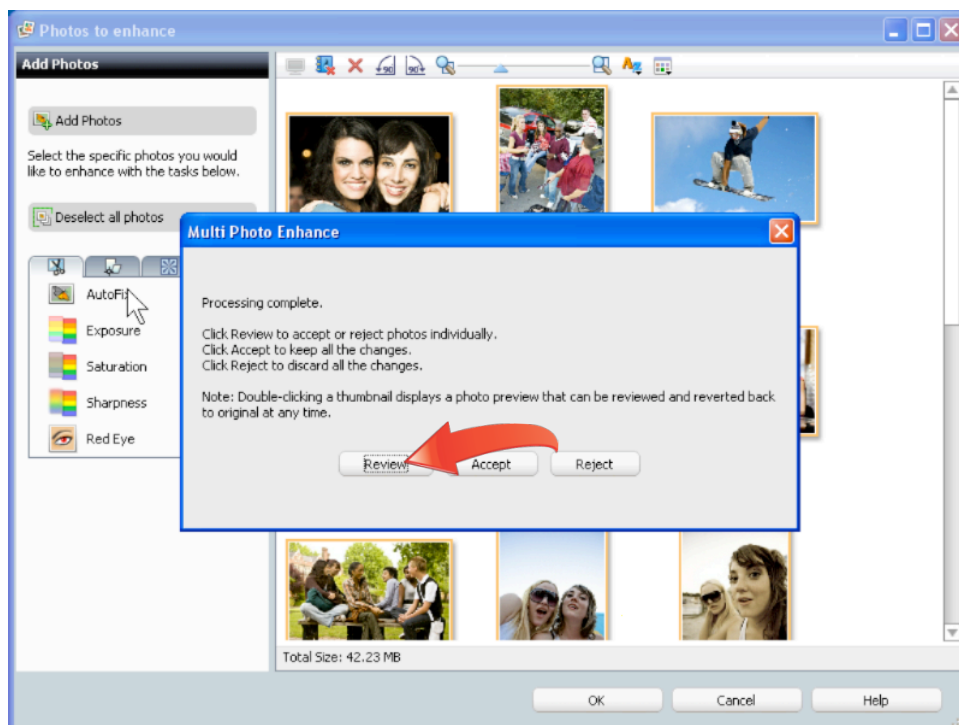 Photos to enhance
Add Photos
90
90
Add Photos
Select the specific photos you would
like to enhance with the tasks below.
Deselect all photos
AutoFix
Exposure
Saturation
Sharpness
Red Eye
Multi Photo Enhance
Processing complete.
Click Review to accept or reject photos individually.
Click Accept to keep all the changes.
Click Reject to discard all the changes.
Note: Double-clicking a thumbnail displays a photo preview that can be reviewed and reverted back
to original at any time.
Review Accept Reject
Total Size: 42.23 MB
OK Cancel Help